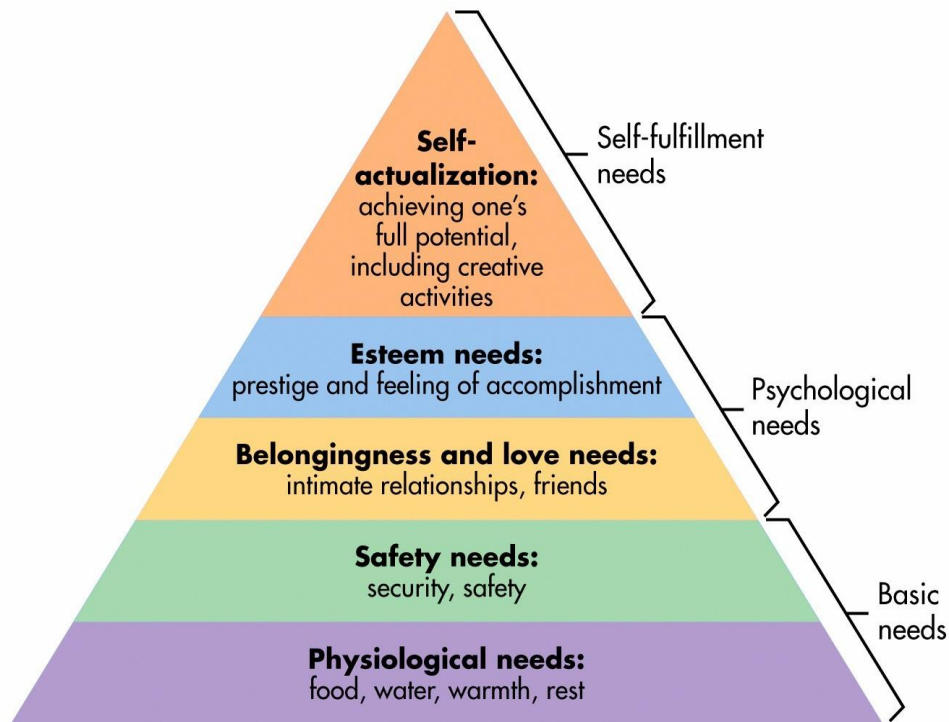 Self-
actualization:
achieving one's
full potential,
including creative
activities
Self-fulfillment
needs
Esteem needs:
prestige and feeling of accomplishment
Psychological
needs
Belongingness and love needs:
intimate relationships, friends
Safety needs:
security, safety
Basic
needs
Physiological needs:
food, water, warmth, rest